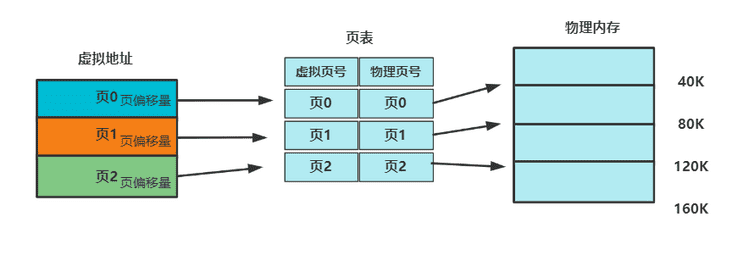 虚拟地址
页0 页偏移量
页1 页偏移量
页2 页偏移量
页表
虚拟页号 物理页号
页0 页0
页1 页1
页2 页2
物理内存
40K
80K
120K
160K